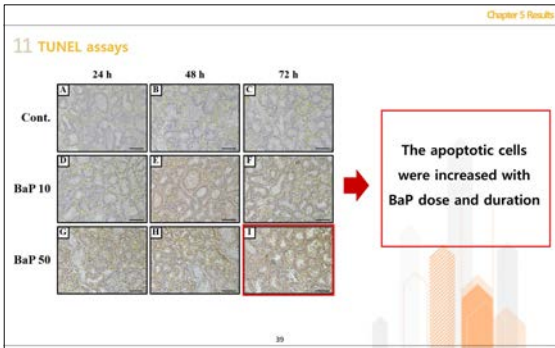 Chapter 5 Results
11 TUNEL assays
24 h 48 h 72 h
Cont. A B C
BaP 10 D E F
BaP 50 G H I
The apoptotic cells
were increased with
BaP dose and duration
39